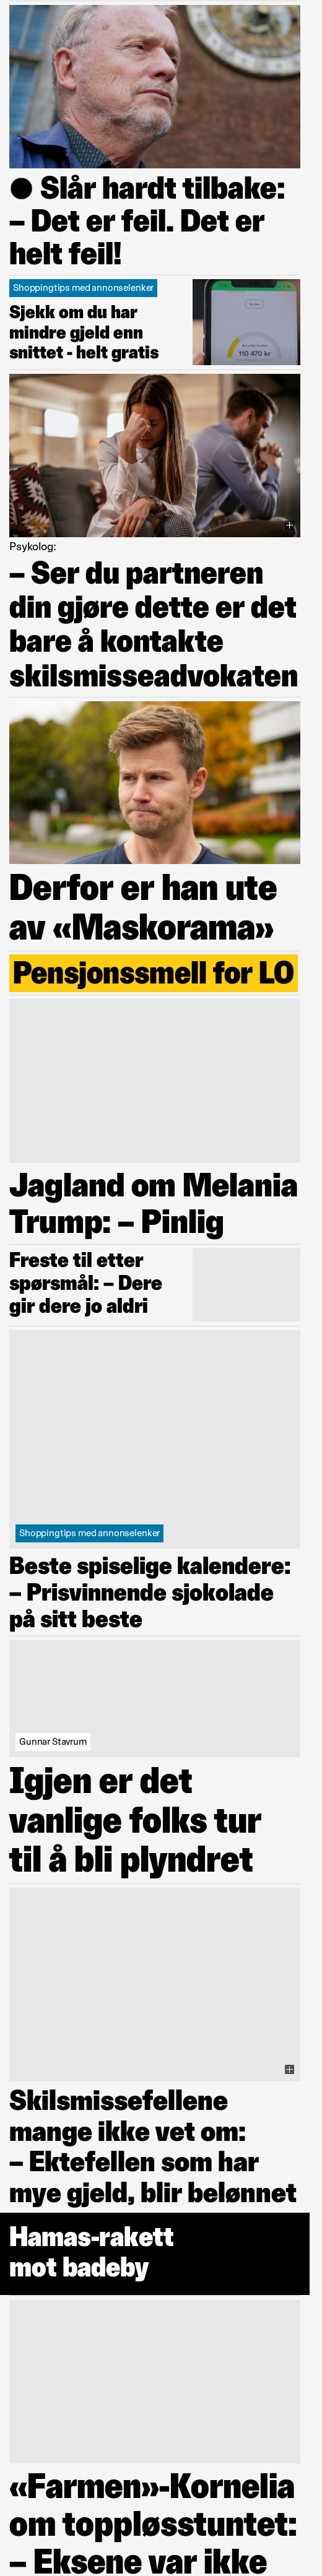 ● Slår hardt tilbake:
– Det er feil. Det er
helt feil!
Shoppingtips med annonselenker
Sjekk om du har
mindre gjeld enn
snittet - helt gratis
110 470 kr
Psykolog:
– Ser du partneren
din gjøre dette er det
bare å kontakte
skilsmisseadvokaten
Derfor er han ute
av «Maskorama»
Pensjonssmell for LO
Jagland om Melania
Trump: – Pinlig
Freste til etter
spørsmål: – Dere
gir dere jo aldri
Shoppingtips med annonselenker
Beste spiselige kalendere:
– Prisvinnende sjokolade
på sitt beste
Gunnar Stavrum
Igjen er det
vanlige folks tur
til å bli plyndret
Skilsmissefellene
mange ikke vet om:
– Ektefellen som har
mye gjeld, blir belønnet
Hamas-rakett
mot badeby
«Farmen»-Kornelia
om toppløsstuntet:
– Eksene var ikke